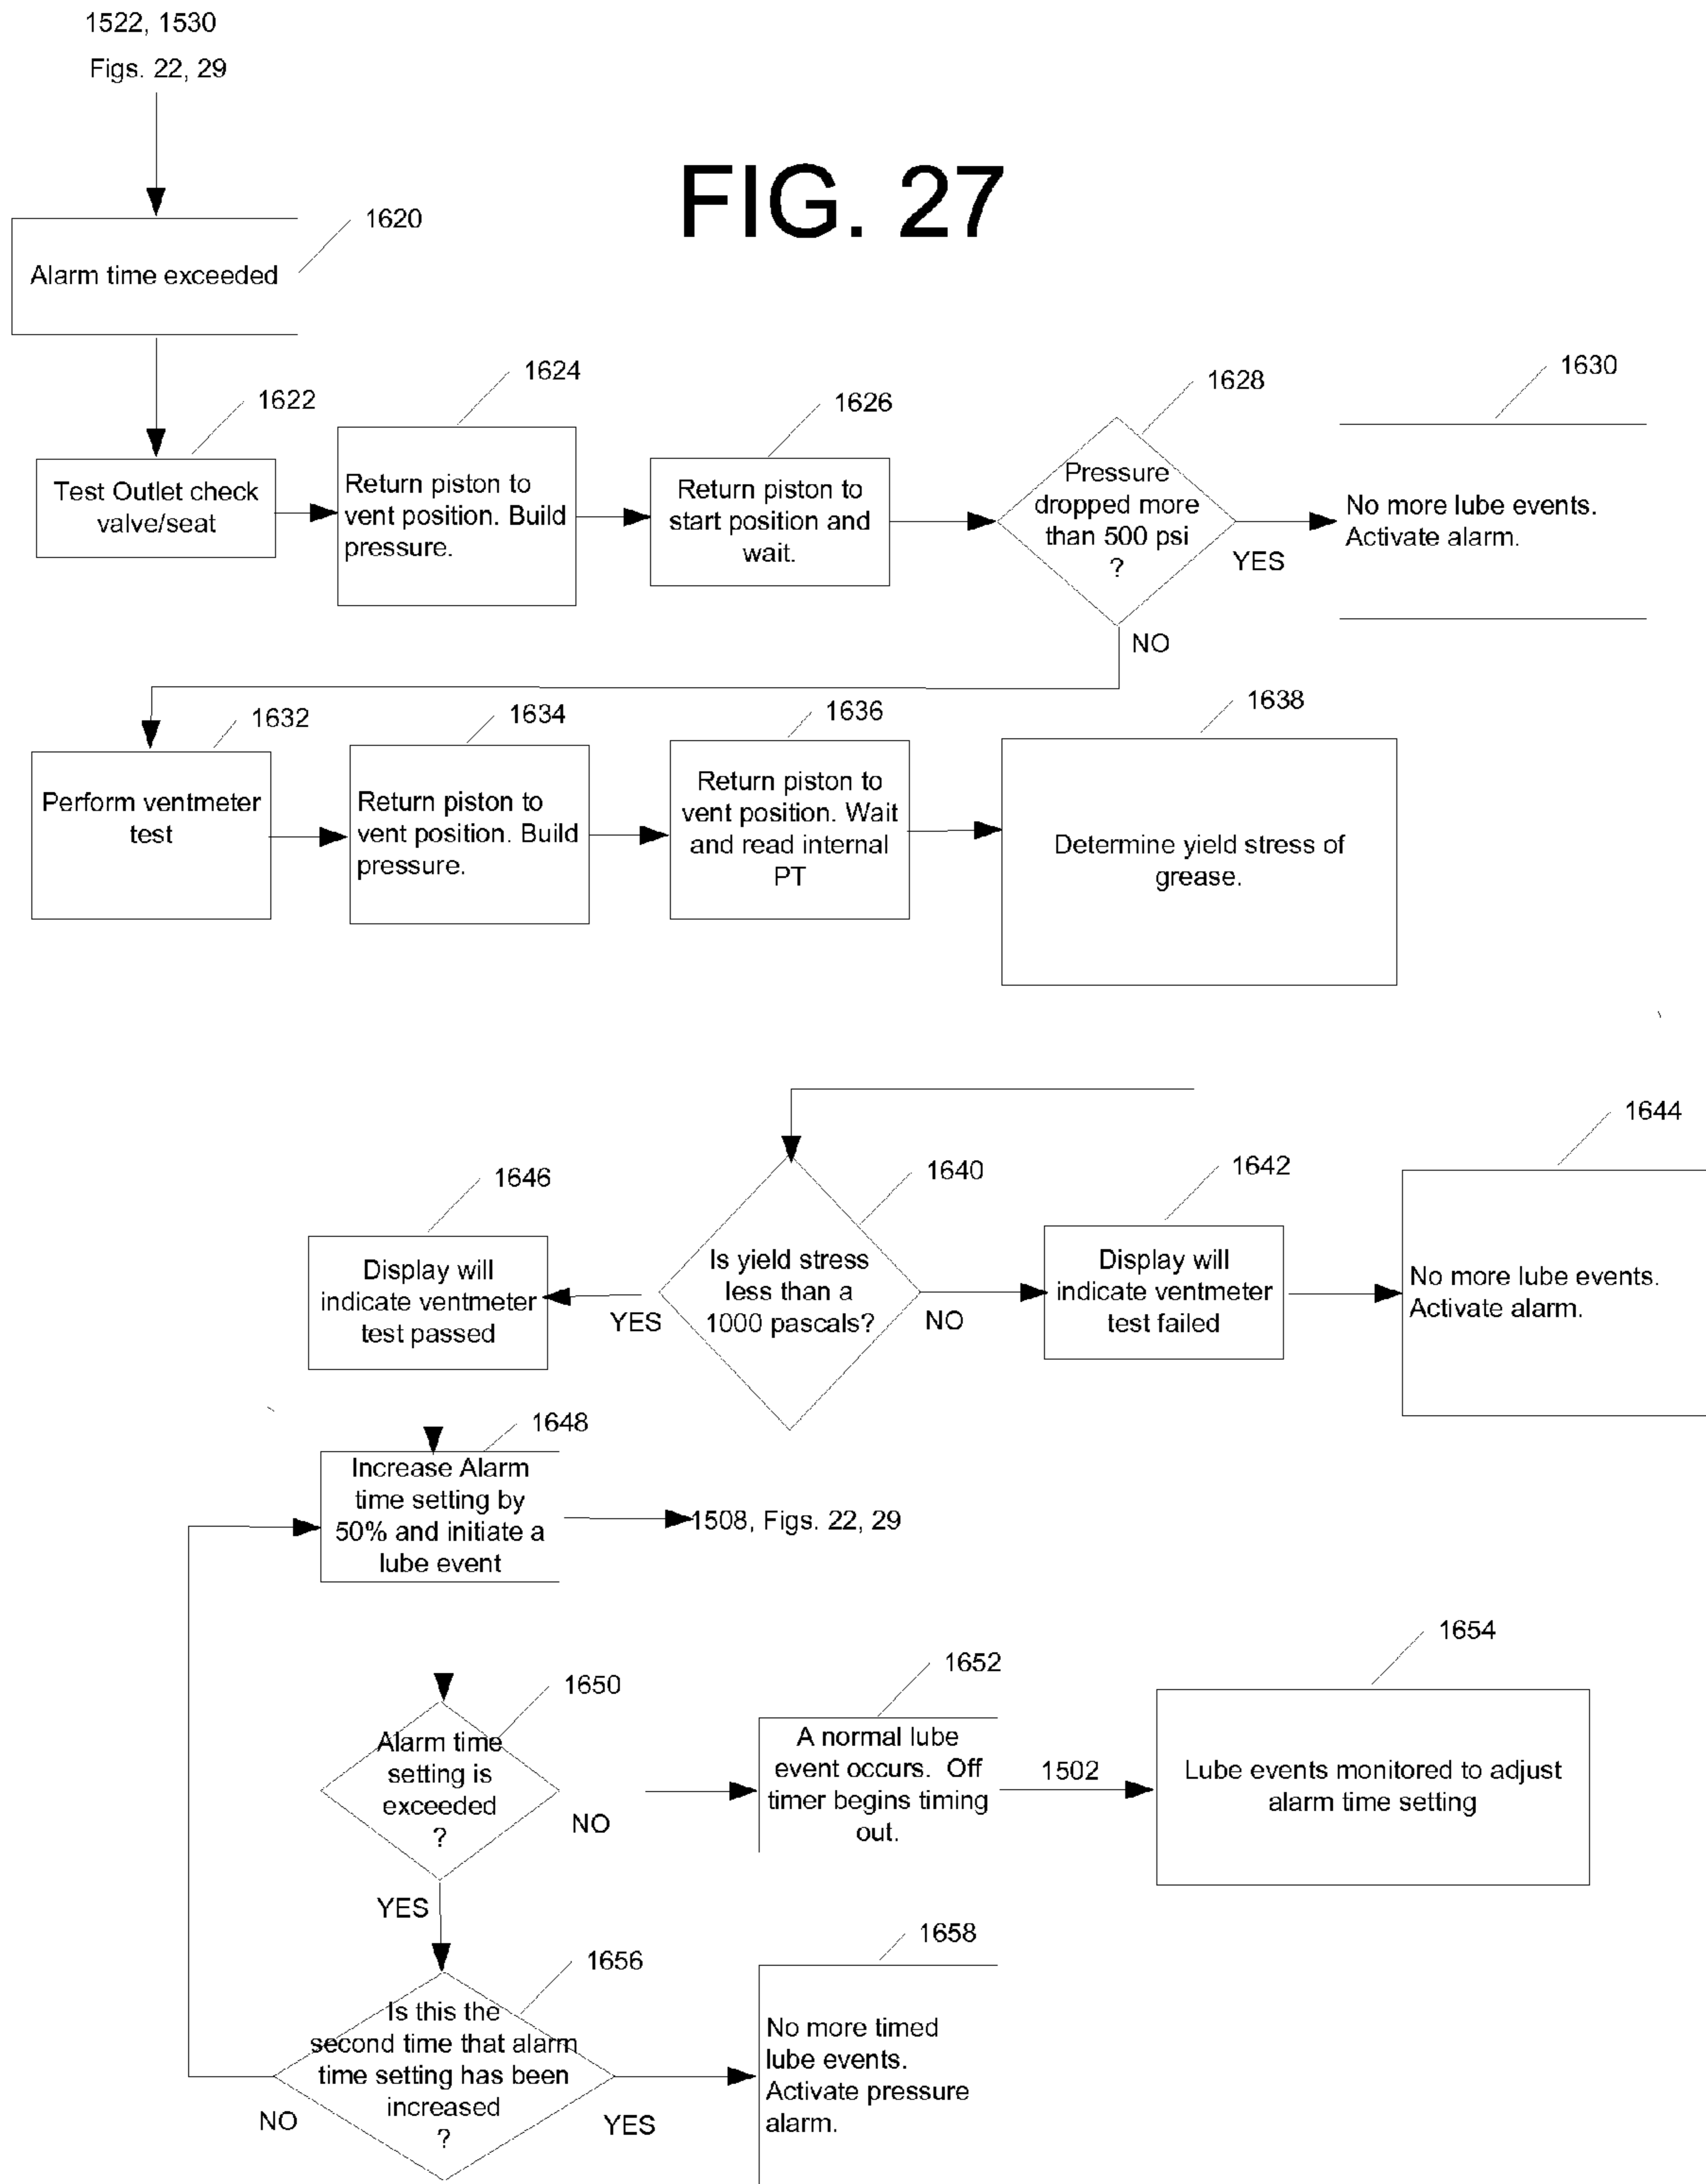 1522, 1530
Figs. 22, 29
FIG. 27
1620
Alarm time exceeded
1622
Test Outlet check
valve/seat
1624
Return piston to
vent position. Build
pressure.
1626
Return piston to
start position and
wait.
1628
Pressure
dropped more
than 500 psi
?
YES
NO
1630
No more lube events.
Activate alarm.
1632
Perform ventmeter
test
1634
Return piston to
vent position. Build
pressure.
1636
Return piston to
vent position. Wait
and read internal
PT
1638
Determine yield stress of
grease.
1640
Is yield stress
less than a
1000 pascals?
YES
NO
1642
Display will
indicate ventmeter
test failed
1644
No more lube events.
Activate alarm.
1646
Display will
indicate ventmeter
test passed
1648
Increase Alarm
time setting by
50% and initiate a
lube event
1508, Figs. 22, 29
1650
Alarm time
setting is
exceeded
?
NO
YES
1652
A normal lube
event occurs. Off
timer begins timing
out.
1502
1654
Lube events monitored to adjust
alarm time setting
1656
Is this the
second time that alarm
time setting has been
increased
?
NO
YES
1658
No more timed
lube events.
Activate pressure
alarm.